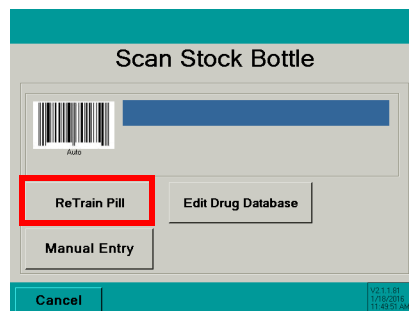 Scan Stock Bottle
Auto
ReTrain Pill
Edit Drug Database
Manual Entry
Cancel
V2.1.1.81
1/18/2016
11:49:51 AM